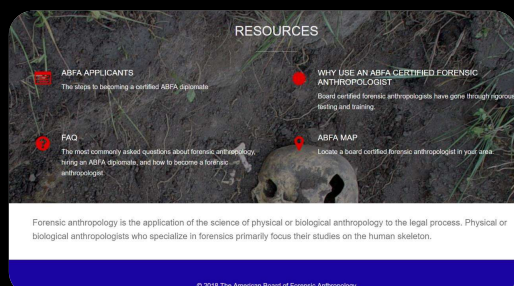 RESOURCES
ABFA APPLICANTS
The steps to becoming a certified ABFA diplomate
WHY USE AN ABFA CERTIFIED FORENSIC
ANTHROPOLOGIST
Board certified forensic anthropologists have gone through rigorous
testing and training.
FAQ
The most commonly asked questions about forensic anthropology,
hiring an ABFA diplomate, and how to become a forensic
anthropologist
ABFA MAP
Locate a board certified forensic anthropologist in your area.
Forensic anthropology is the application of the science of physical or biological anthropology to the legal process. Physical or
biological anthropologists who specialize in forensics primarily focus their studies on the human skeleton.
© 2018 The American Board of Forensic Anthropology